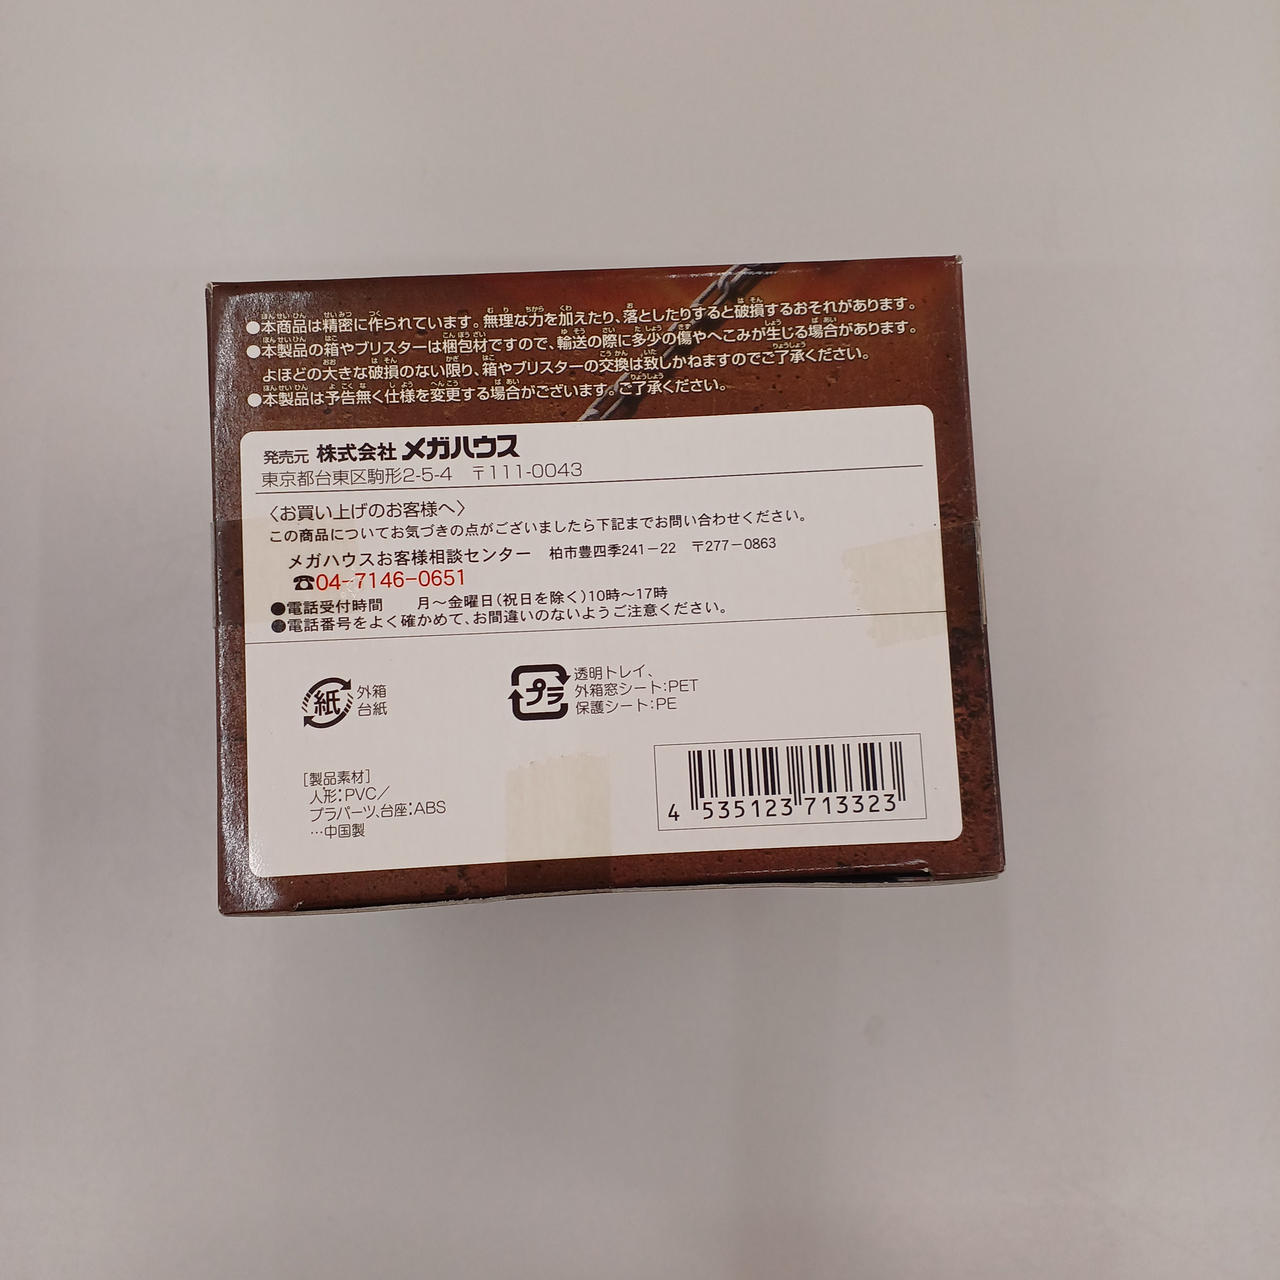 ●本商品は精密に作られています。無理な力を加えたり、落としたりすると破損するおそれがあります。
●本製品の箱やブリスターは梱包材ですので、輸送の際に多少の傷やへこみが生じる場合があります。
よほどの大きな破損のない限り、箱やブリスターの交換は致しかねますのでご了承ください。
●本製品は予告無く仕様を変更する場合がございます。ご了承ください。
発売元 株式会社 メガハウス
東京都台東区駒形2-5-4 〒111-0043
〈お買い上げのお客様へ〉
この商品についてお気づきの点がございましたら下記までお問い合わせください。
メガハウスお客様相談センター 柏市豊四季241-22 〒277-0863
☎04-7146-0651
●電話受付時間 月～金曜日(祝日を除く)10時～17時
●電話番号をよく確かめて、お間違いのないようご注意ください。
紙 外箱
台紙
プラ 透明トレイ、
外箱窓シート:PET
保護シート:PE
[製品素材]
人形:PVC/
プラパーツ、台座:ABS
…中国製
4 535123 713323